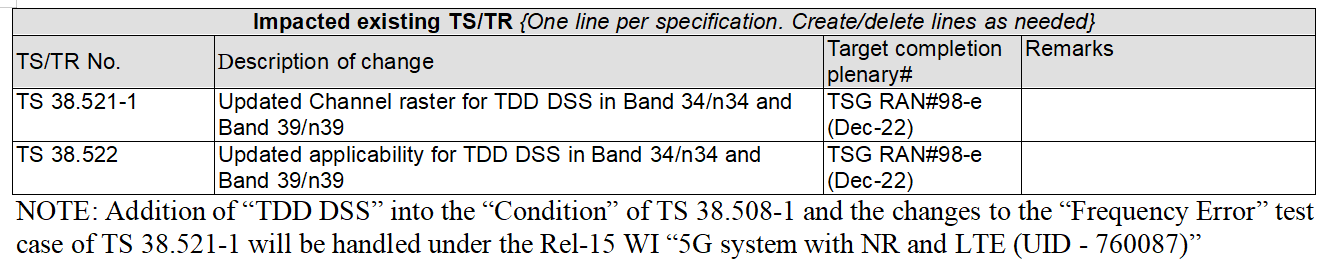 Impacted existing TS/TR {One line per specification. Create/delete lines as needed}
TS/TR No.
Description of change
Target completion
plenary#
Remarks
TS 38.521-1
Updated Channel raster for TDD DSS in Band 34/n34 and
Band 39/n39
TSG RAN#98-e
(Dec-22)
TS 38.522
Updated applicability for TDD DSS in Band 34/n34 and
Band 39/n39
TSG RAN#98-e
(Dec-22)
NOTE: Addition of “TDD DSS” into the “Condition” of TS 38.508-1 and the changes to the “Frequency Error” test
case of TS 38.521-1 will be handled under the Rel-15 WI “5G system with NR and LTE (UID - 760087)”